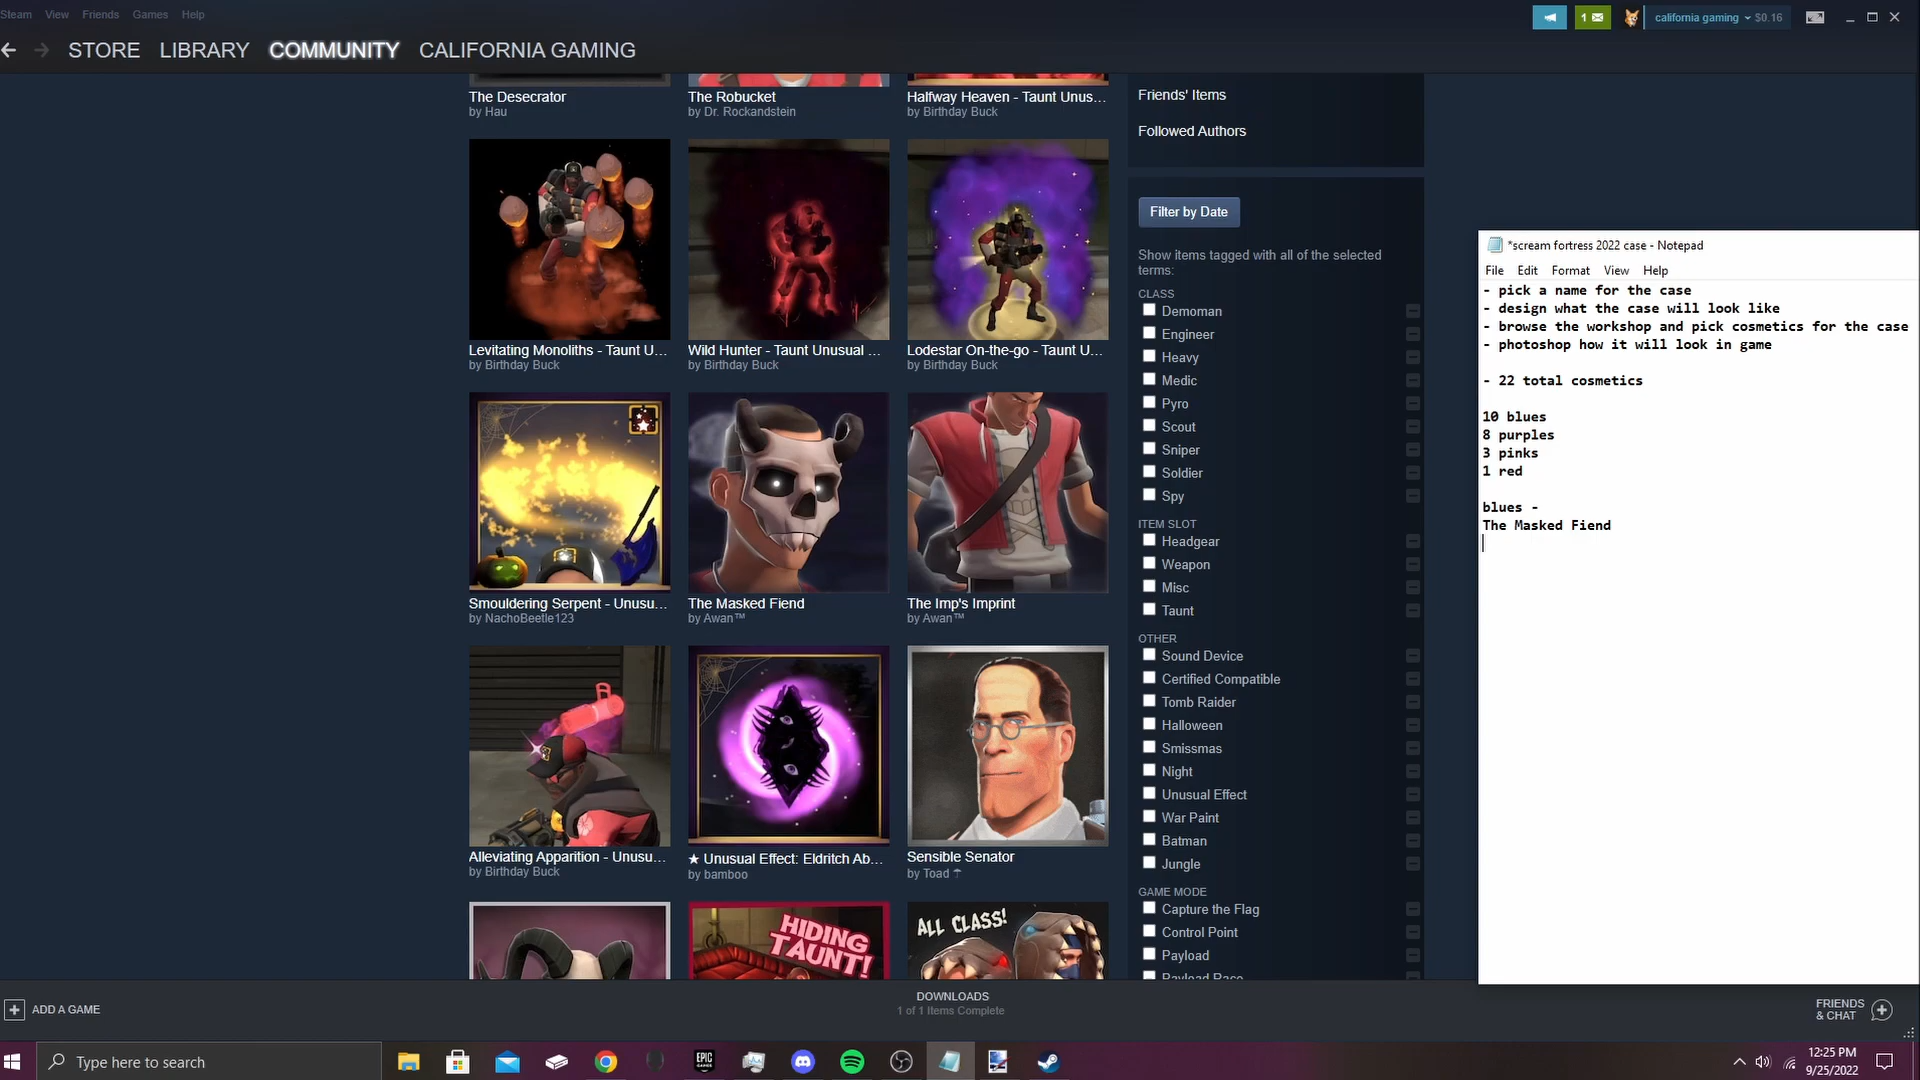 Steam View Friends Games Help
1
california gaming $0.16
STORE LIBRARY COMMUNITY CALIFORNIA GAMING
The Desecrator
by Hau
The Robucket
by Dr. Rockandstein
Halfway Heaven - Taunt Unus...
by Birthday Buck
Levitating Monoliths - Taunt U...
by Birthday Buck
Wild Hunter - Taunt Unusual ...
by Birthday Buck
Lodestar On-the-go - Taunt U...
by Birthday Buck
Smouldering Serpent - Unusu...
by NachoBeetle123
The Masked Fiend
by Awan™
The Imp's Imprint
by Awan™
Alleviating Apparition - Unusu...
by Birthday Buck
★ Unusual Effect: Eldritch Ab...
by bamboo
Sensible Senator
by Toad ☂
HIDING
TAUNT!
ALL CLASS!
Friends' Items
Followed Authors
Filter by Date
Show items tagged with all of the selected
terms:
CLASS
Demoman
Engineer
Heavy
Medic
Pyro
Scout
Sniper
Soldier
Spy
ITEM SLOT
Headgear
Weapon
Misc
Taunt
OTHER
Sound Device
Certified Compatible
Tomb Raider
Halloween
Smissmas
Night
Unusual Effect
War Paint
Batman
Jungle
GAME MODE
Capture the Flag
Control Point
Payload
Payload Race
*scream fortress 2022 case - Notepad
File Edit Format View Help
- pick a name for the case
- design what the case will look like
- browse the workshop and pick cosmetics for the case
- photoshop how it will look in game
- 22 total cosmetics
10 blues
8 purples
3 pinks
1 red
blues -
The Masked Fiend
ADD A GAME
DOWNLOADS
1 of 1 Items Complete
FRIENDS
& CHAT
Type here to search
EPIC
GAMES
12:25 PM
9/25/2022